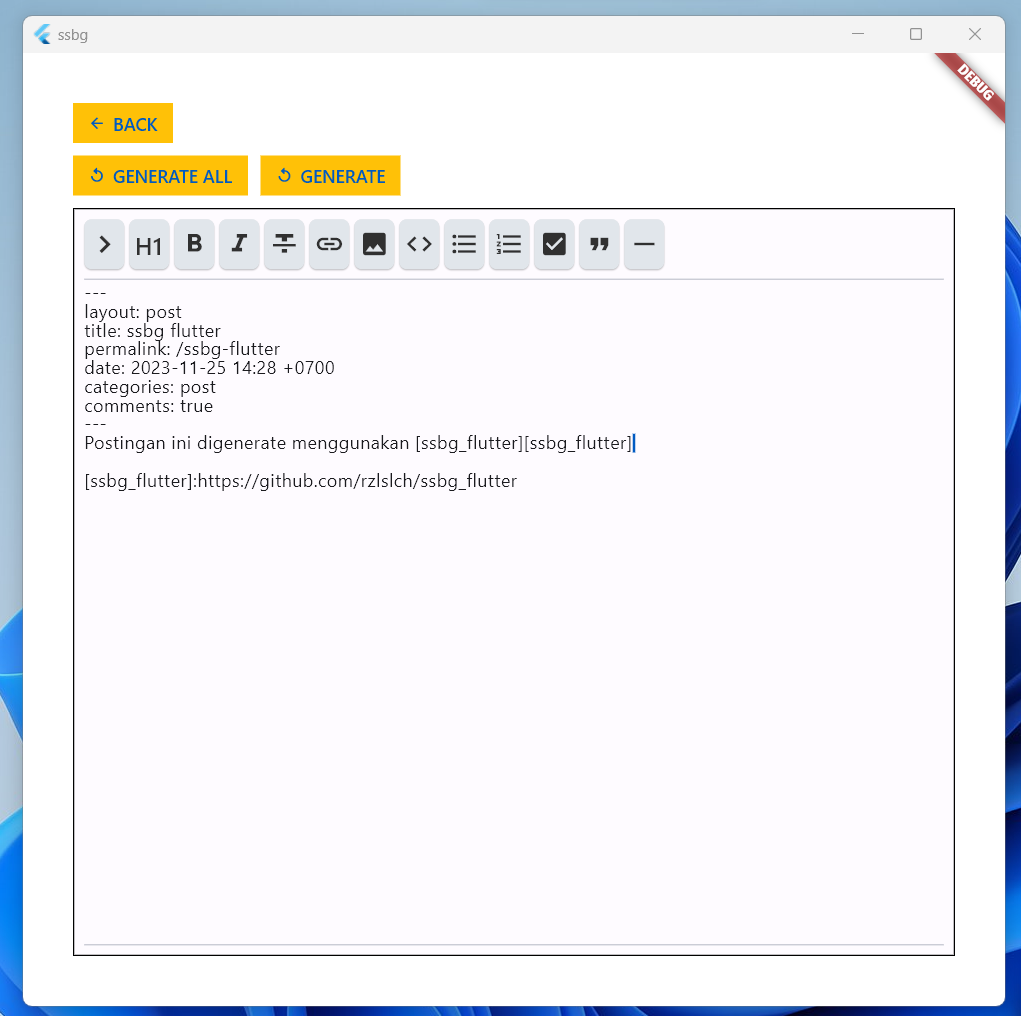 ssbg
DEBUG
BACK
GENERATE ALL
GENERATE
H1
---
layout: post
title: ssbg flutter
permalink: /ssbg-flutter
date: 2023-11-25 14:28 +0700
categories: post
comments: true
---
Postingan ini digenerate menggunakan [ssbg_flutter][ssbg_flutter]

[ssbg_flutter]:https://github.com/rzlslch/ssbg_flutter